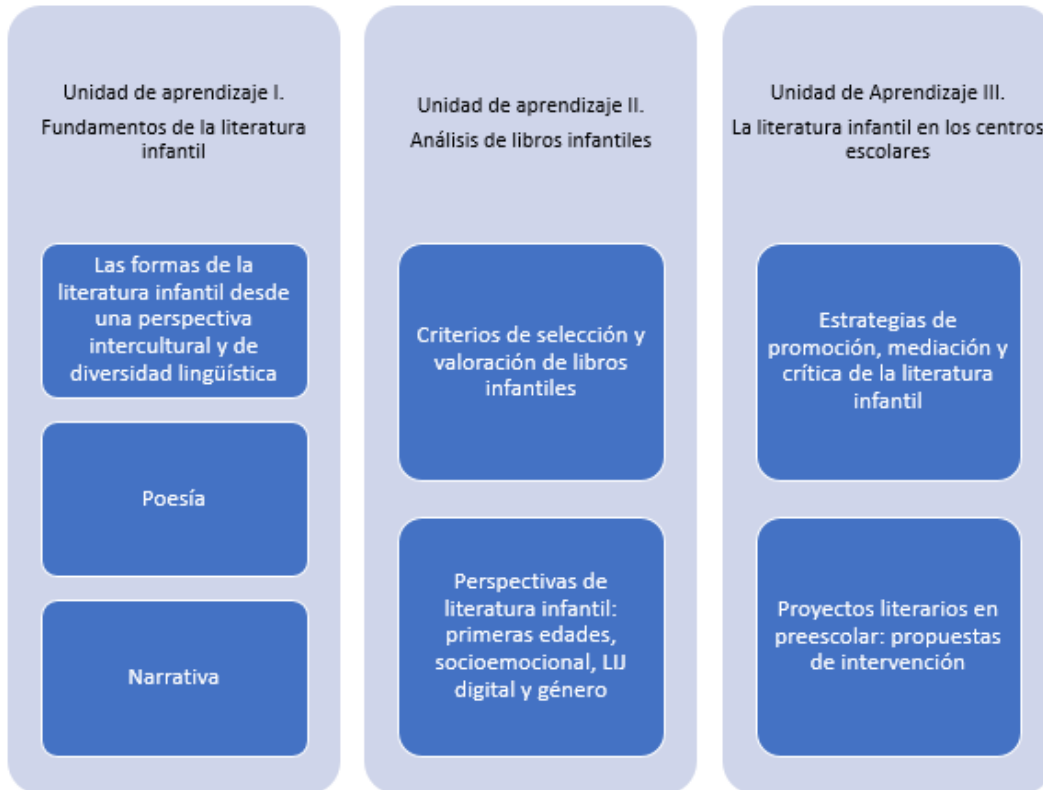 Unidad de aprendizaje I.
Fundamentos de la literatura
infantil
Las formas de la
literatura infantil desde
una perspectiva
intercultural y de
diversidad lingüística
Poesía
Narrativa
Unidad de aprendizaje II.
Análisis de libros infantiles
Criterios de selección y
valoración de libros
infantiles
Perspectivas de
literatura infantil:
primeras edades,
socioemocional, LIJ
digital y género
Unidad de Aprendizaje III.
La literatura infantil en los centros
escolares
Estrategias de
promoción, mediación y
crítica de la literatura
infantil
Proyectos literarios en
preescolar: propuestas
de intervención